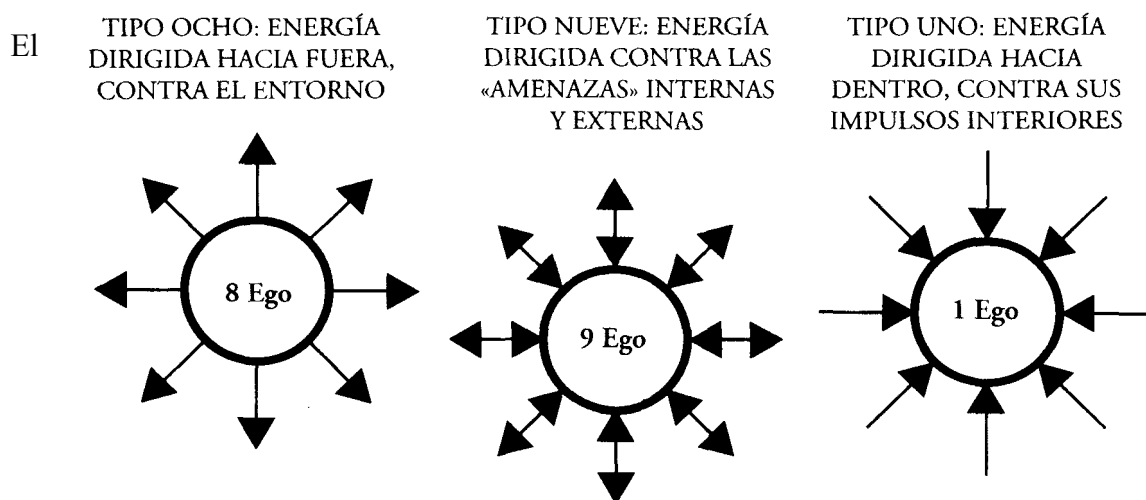 El
TIPO OCHO: ENERGÍA
DIRIGIDA HACIA FUERA,
CONTRA EL ENTORNO
TIPO NUEVE: ENERGÍA
DIRIGIDA CONTRA LAS
«AMENAZAS» INTERNAS
Y EXTERNAS
TIPO UNO: ENERGÍA
DIRIGIDA HACIA
DENTRO, CONTRA SUS
IMPULSOS INTERIORES
8 Ego
9 Ego
1 Ego